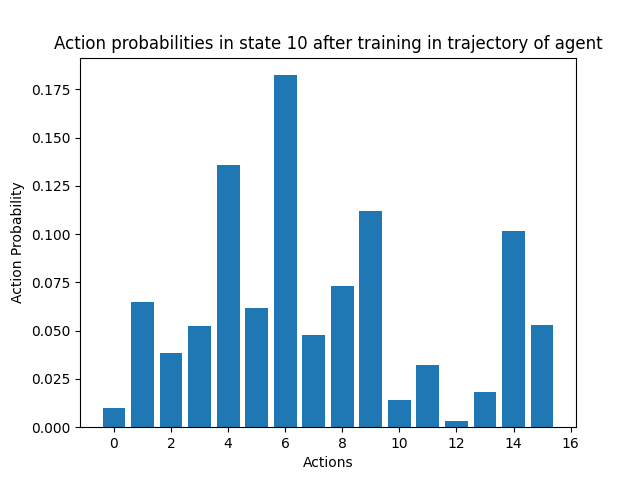 Action probabilities in state 10 after training in trajectory of agent
0.175
0.150
0.125
0.100
0.075
0.050
0.025
0.000
Action Probability
0 2 4 6 8 10 12 14 16
Actions